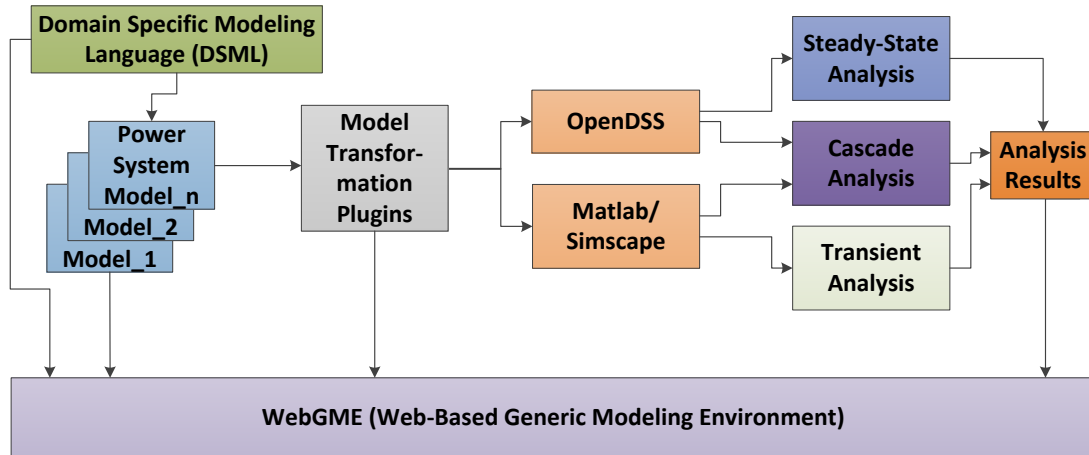 Domain Specific Modeling
Language (DSML)
Power
System
Model_n
Model_2
Model_1
Model
Transfor-
mation
Plugins
OpenDSS
Matlab/
Simscape
Steady-State
Analysis
Cascade
Analysis
Transient
Analysis
Analysis
Results
WebGME (Web-Based Generic Modeling Environment)